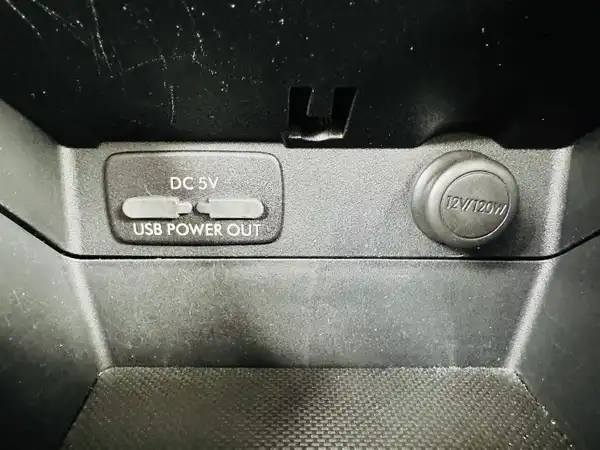 DC 5V
USB POWER OUT
12V/120W